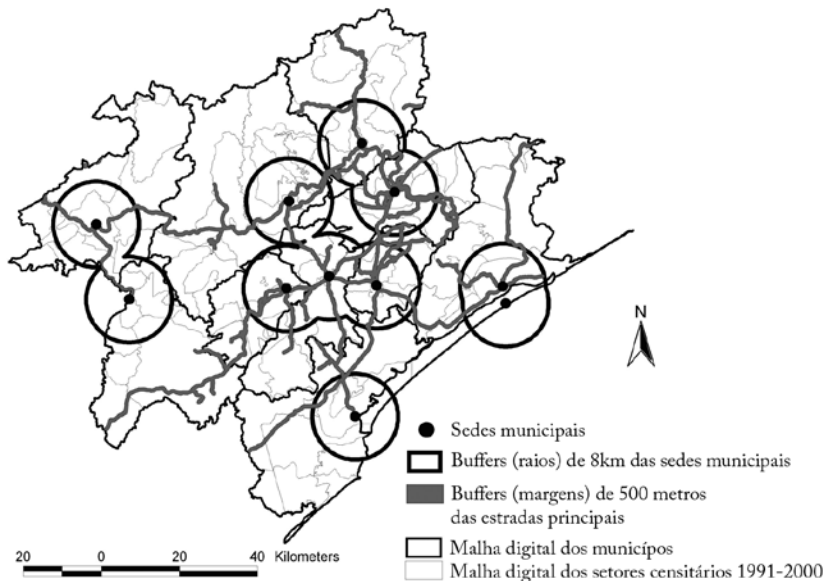 N
Sedes municipais
Buffers (raios) de 8km das sedes municipais
Buffers (margens) de 500 metros
das estradas principais
Malha digital dos municípos
Malha digital dos setores censitários 1991-2000
20 0 20 40 Kilometers